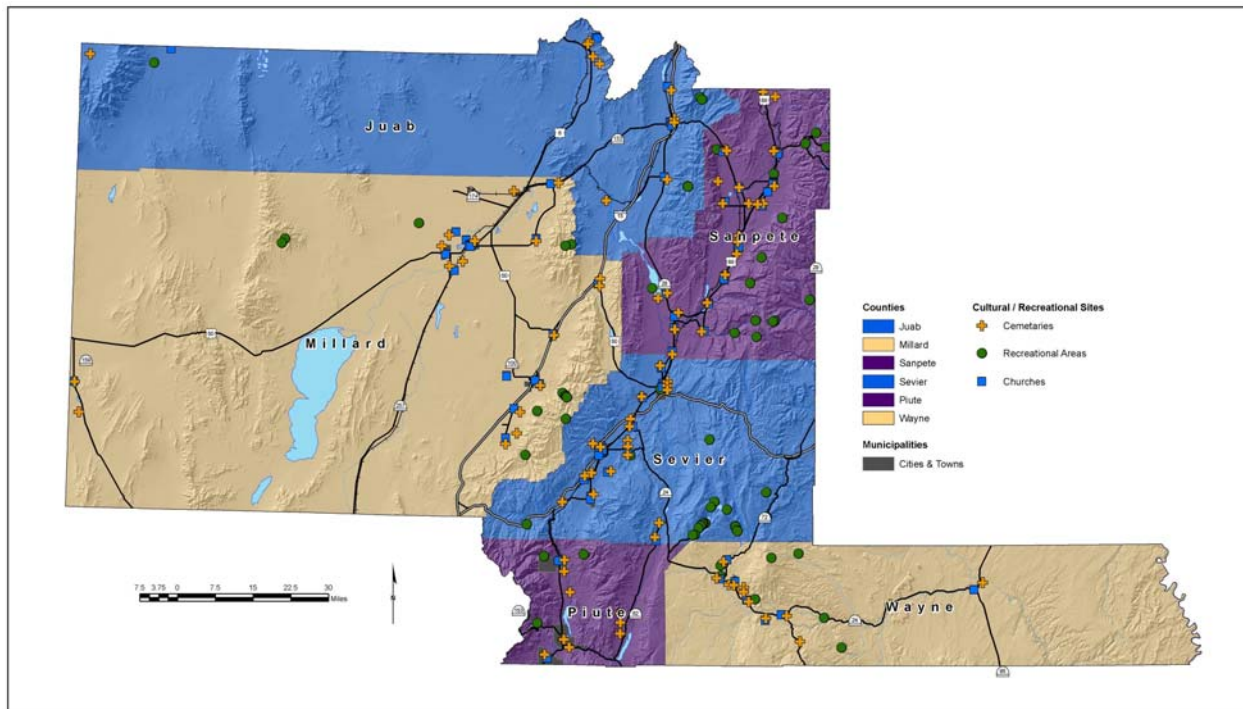 Juab
Sanpete
Millard
Sevier
Piute
Wayne
Counties
Juab
Millard
Sanpete
Sevier
Piute
Wayne
Municipalities
Cities & Towns
Cultural / Recreational Sites
Cemetaries
Recreational Areas
Churches
7.5 3.75 0 7.5 15 22.5 30
Miles
N